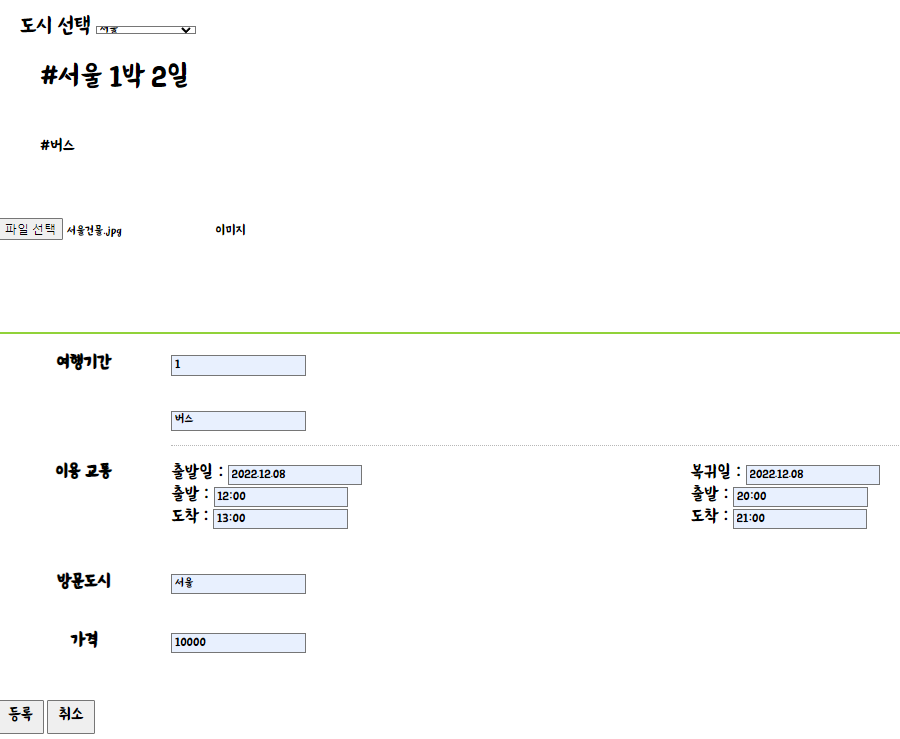 도시 선택 서울
#서울 1박 2일
#버스
파일 선택 서울건물.jpg 이미지
여행기간 1
버스
이용 교통 출발일 : 2022.12.08 복귀일 : 2022.12.08
출발 : 12:00 출발 : 20:00
도착 : 13:00 도착 : 21:00
방문도시 서울
가격 10000
등록 취소